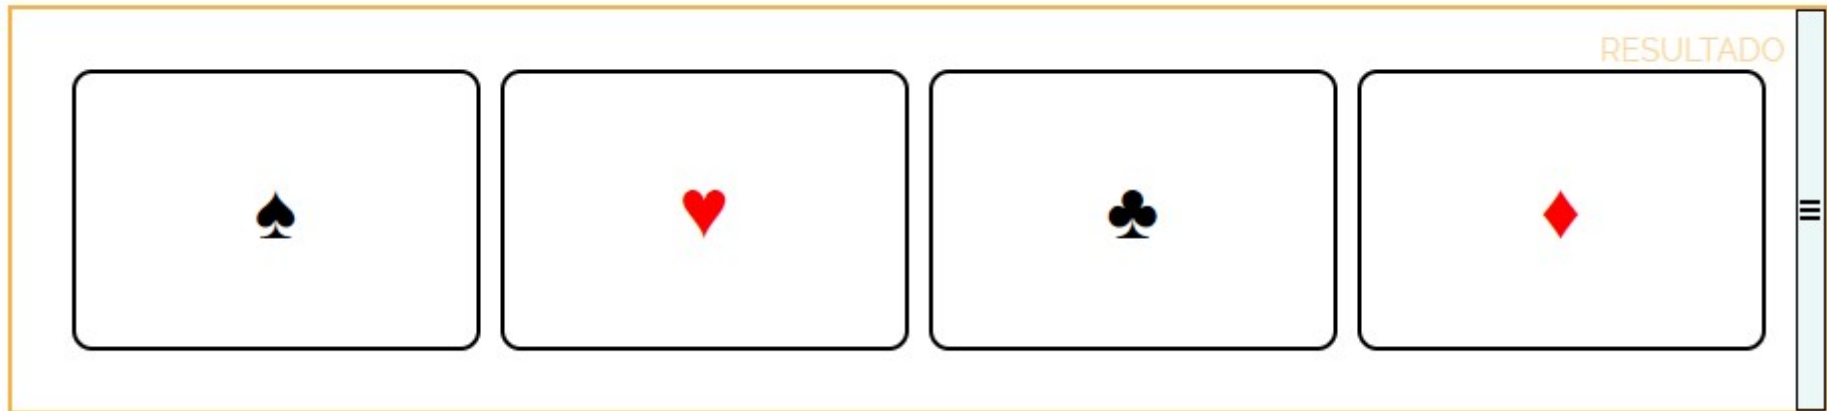 RESULTADO
♠ ♥ ♣ ♦